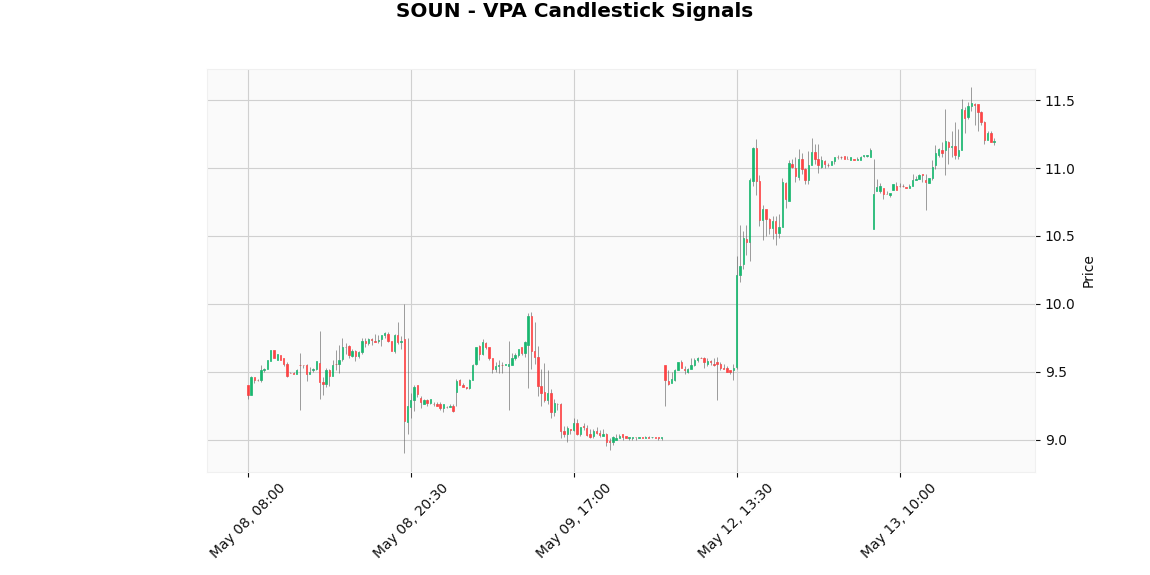 SOUN - VPA Candlestick Signals
11.5
11.0
10.5
10.0
9.5
9.0
Price
May 08, 08:00
May 08, 20:30
May 09, 17:00
May 12, 13:30
May 13, 10:00